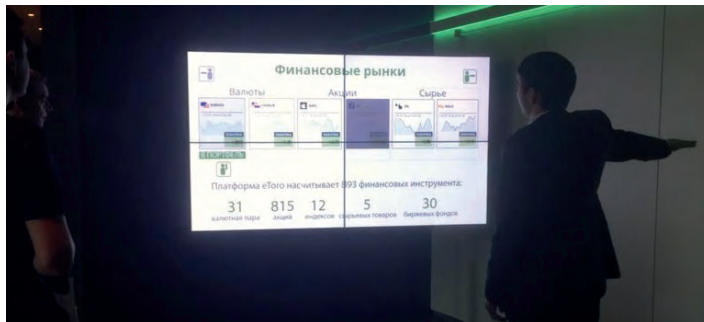 Финансовые рынки
Валюты Акции Сырье
В ПОРТФЕЛЬ
Платформа eToro насчитывает 893 финансовых инструмента:
31 815 12 5 30
валютная пара акций индексов сырьевых товаров биржевых фондов